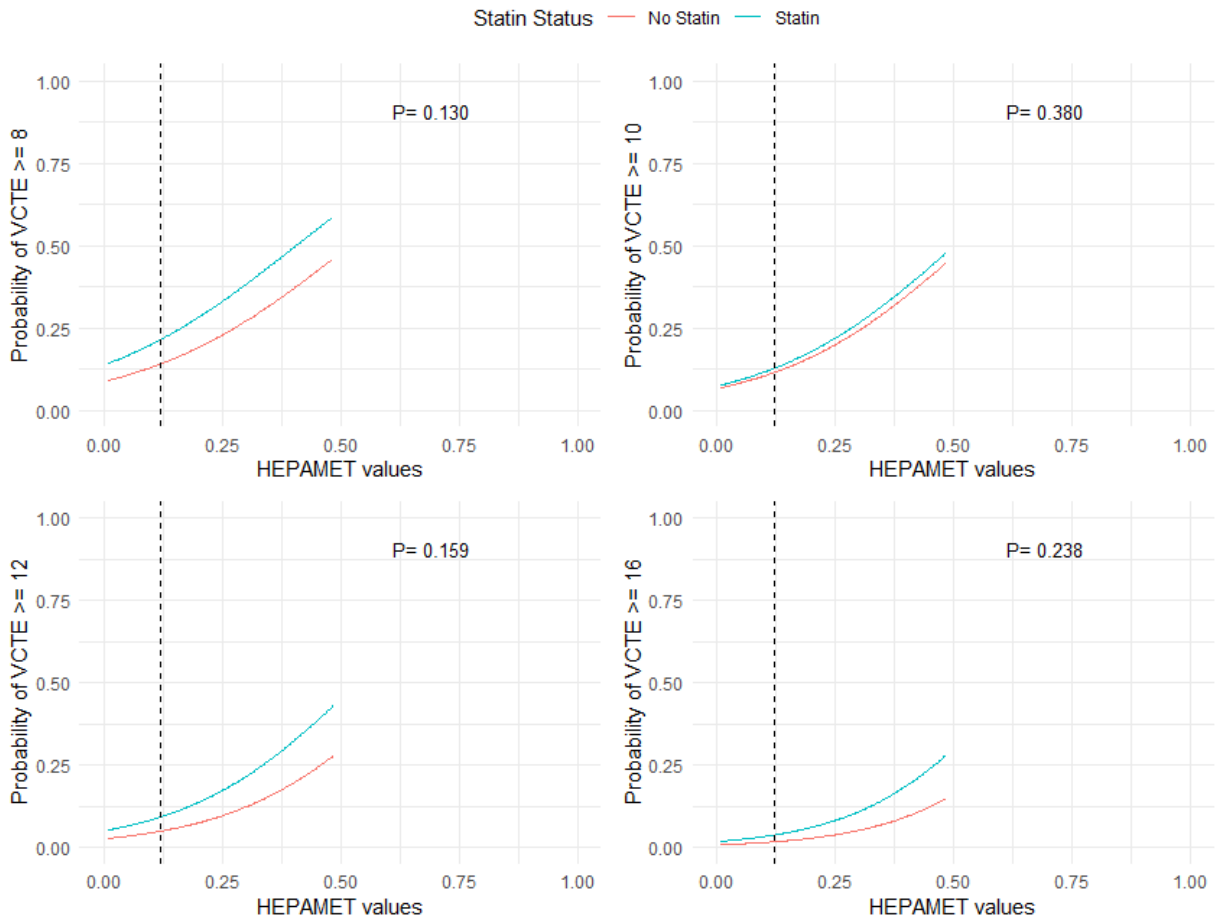 Statin Status No Statin Statin
Probability of VCTE >= 8
1.00
0.75
0.50
0.25
0.00
P= 0.130
0.00 0.25 0.50 0.75 1.00
HEPAMET values
Probability of VCTE >= 10
1.00
0.75
0.50
0.25
0.00
P= 0.380
0.00 0.25 0.50 0.75 1.00
HEPAMET values
Probability of VCTE >= 12
1.00
0.75
0.50
0.25
0.00
P= 0.159
0.00 0.25 0.50 0.75 1.00
HEPAMET values
Probability of VCTE >= 16
1.00
0.75
0.50
0.25
0.00
P= 0.238
0.00 0.25 0.50 0.75 1.00
HEPAMET values